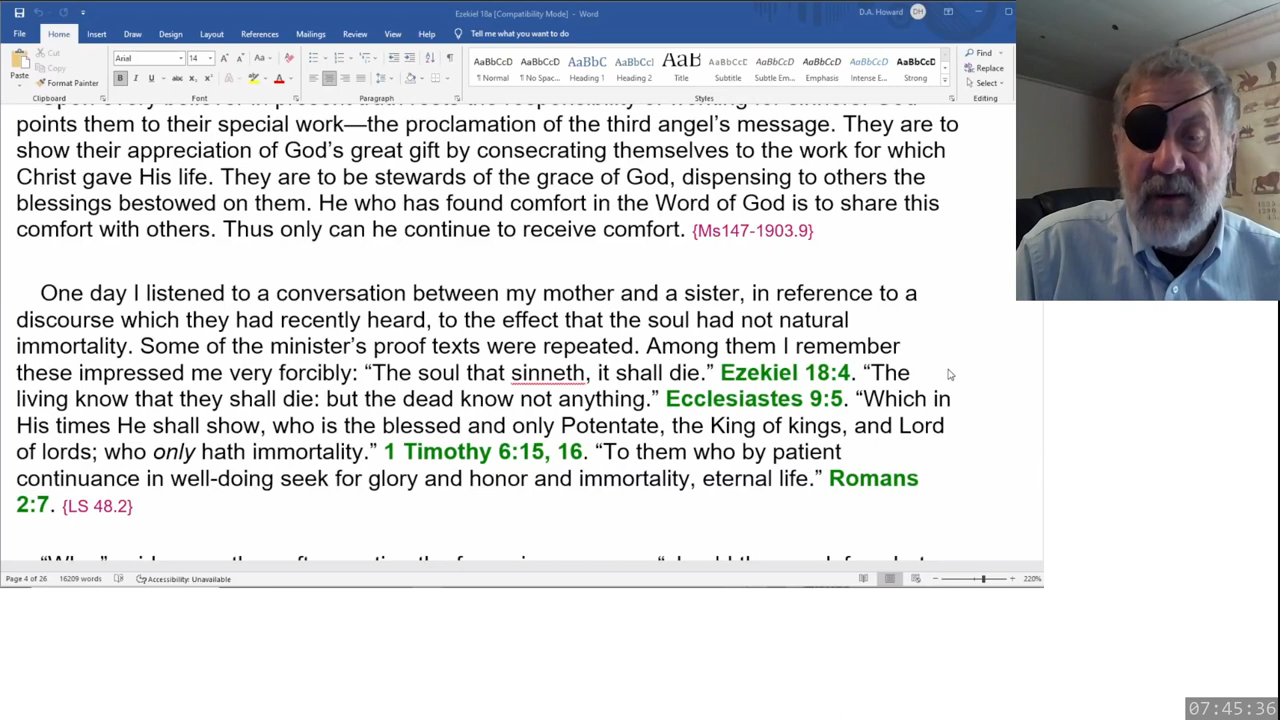 Ezekiel 18a [Compatibility Mode] - Word
D.A. Howard DH
File Home Insert Draw Design Layout References Mailings Review View Help Tell me what you want to do
Paste Cut Copy Format Painter
Arial 14
AaBbCcD AaBbCcD AaBbC AaBbCcI AaB AaBbCcD AaBbCcD AaBbCcD AaBbCcD AaBbCcD
¶ Normal ¶ No Spac... Heading 1 Heading 2 Title Subtitle Subtle Em... Emphasis Intense E... Strong
Find Replace Select
Clipboard Font Paragraph Styles Editing
points them to their special work—the proclamation of the third angel's message. They are to
show their appreciation of God's great gift by consecrating themselves to the work for which
Christ gave His life. They are to be stewards of the grace of God, dispensing to others the
blessings bestowed on them. He who has found comfort in the Word of God is to share this
comfort with others. Thus only can he continue to receive comfort. {Ms147-1903.9}
One day I listened to a conversation between my mother and a sister, in reference to a
discourse which they had recently heard, to the effect that the soul had not natural
immortality. Some of the minister's proof texts were repeated. Among them I remember
these impressed me very forcibly: “The soul that sinneth, it shall die.” Ezekiel 18:4. “The
living know that they shall die: but the dead know not anything.” Ecclesiastes 9:5. “Which in
His times He shall show, who is the blessed and only Potentate, the King of kings, and Lord
of lords; who only hath immortality.” 1 Timothy 6:15, 16. “To them who by patient
continuance in well-doing seek for glory and honor and immortality, eternal life.” Romans
2:7. {LS 48.2}
Page 4 of 26 16209 words Accessibility: Unavailable 220%
07:45:36